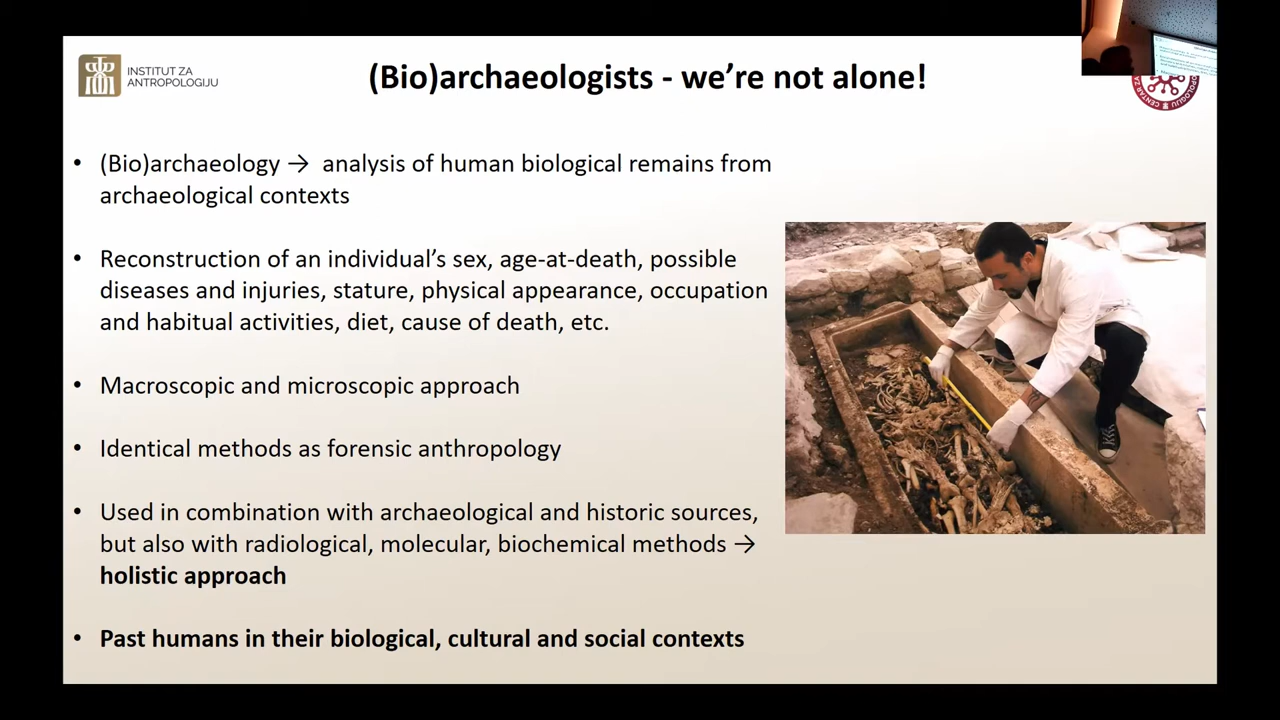 INSTITUT ZA
ANTROPOLOGIJU
(Bio)archaeologists - we're not alone!
• (Bio)archaeology → analysis of human biological remains from
archaeological contexts
• Reconstruction of an individual's sex, age-at-death, possible
diseases and injuries, stature, physical appearance, occupation
and habitual activities, diet, cause of death, etc.
• Macroscopic and microscopic approach
• Identical methods as forensic anthropology
• Used in combination with archaeological and historic sources,
but also with radiological, molecular, biochemical methods →
holistic approach
• Past humans in their biological, cultural and social contexts